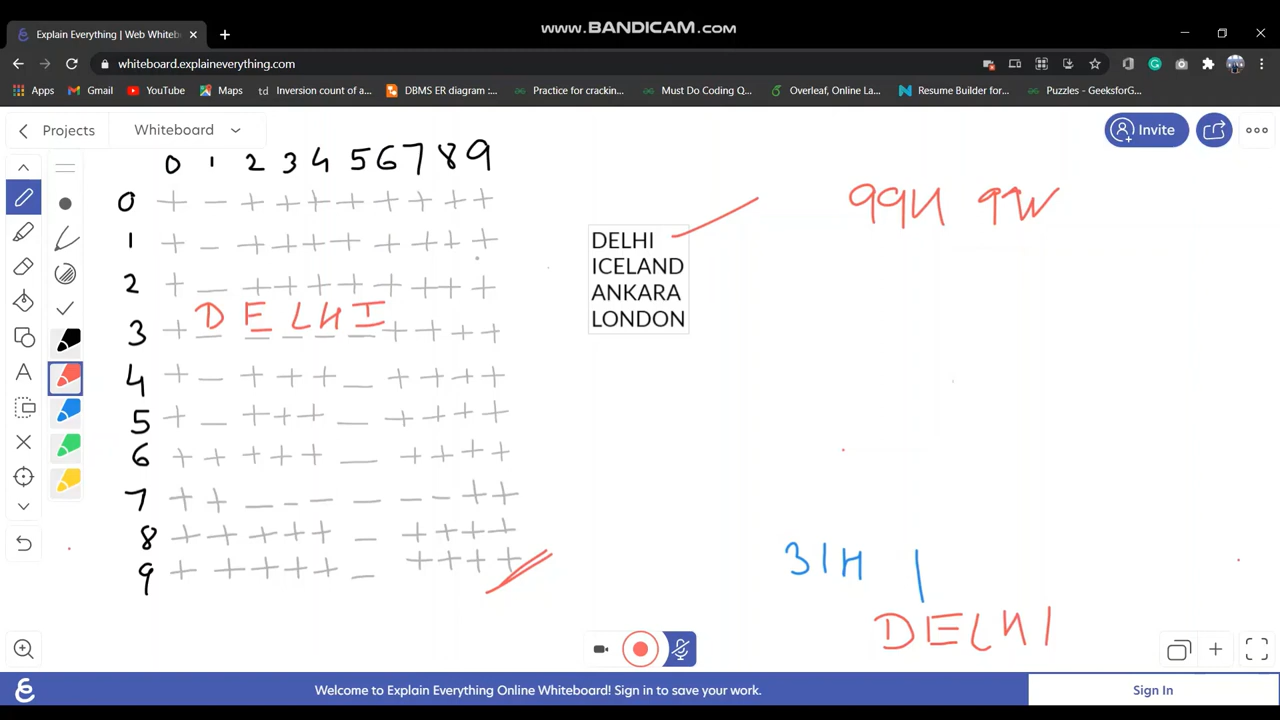 www.BANDICAM.com
Explain Everything | Web Whiteb
whiteboard.explaineverything.com
Apps Gmail YouTube Maps td Inversion count of a... DBMS ER diagram :... Practice for crackin... Must Do Coding Q... Overleaf, Online La... Resume Builder for... Puzzles - GeeksforG...
Projects Whiteboard Invite
0 1 2 3 4 5 6 7 8 9
0 + - + + + + + + + +
1 + - + + + + + + + +
2 + - + + + + + + + +
D E L H I
3 + - - - - - + + + +
4 + - + + + - + + + +
5 + - + + + - + + + +
6 + + + + + - + + + +
7 + + - - - - - - + +
8 + + + + + - + + + +
9 + + + + + - + + + +
99H 9W
DELHI
ICELAND
ANKARA
LONDON
31H
DELHI
Welcome to Explain Everything Online Whiteboard! Sign in to save your work. Sign In